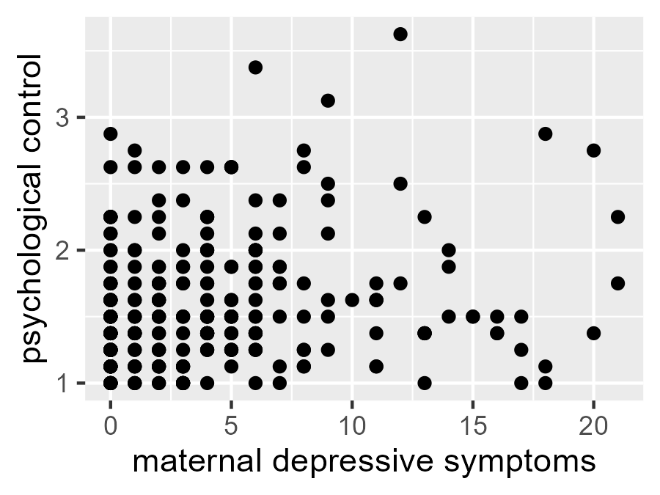 psychological control
3
2
1
0 5 10 15 20
maternal depressive symptoms